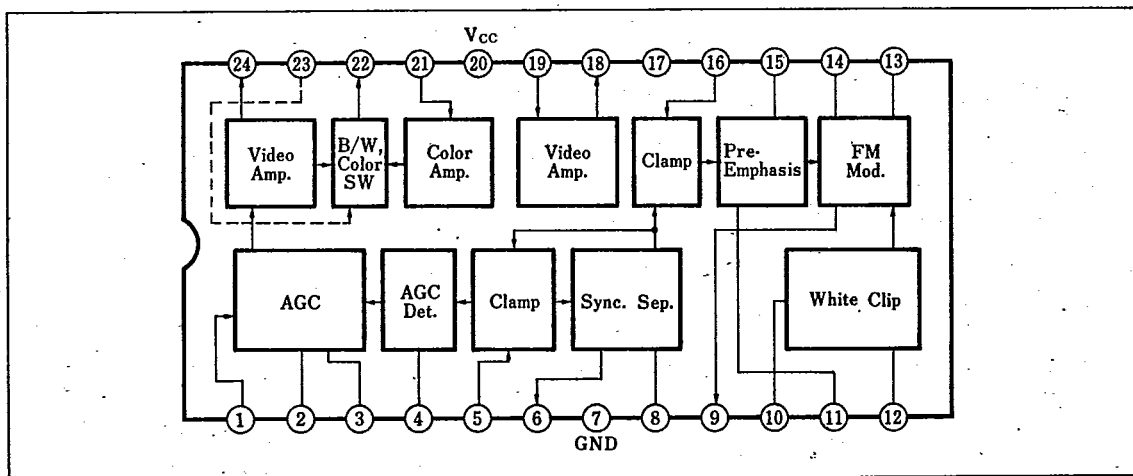 VCC
24 23 22 21 20 19 18 17 16 15 14 13
Video Amp.
B/W, Color SW
Color Amp.
Video Amp.
Clamp
Pre-Emphasis
FM Mod.
AGC
AGC Det.
Clamp
Sync. Sep.
White Clip
1 2 3 4 5 6 7 8 9 10 11 12
GND